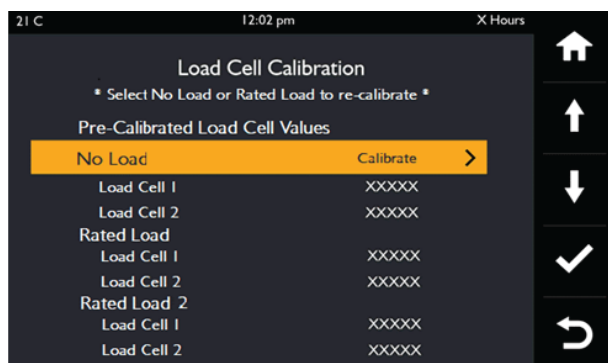 21 C 12:02 pm X Hours
Load Cell Calibration
* Select No Load or Rated Load to re-calibrate *
Pre-Calibrated Load Cell Values
No Load Calibrate >
Load Cell 1 XXXXX
Load Cell 2 XXXXX
Rated Load
Load Cell 1 XXXXX
Load Cell 2 XXXXX
Rated Load 2
Load Cell 1 XXXXX
Load Cell 2 XXXXX